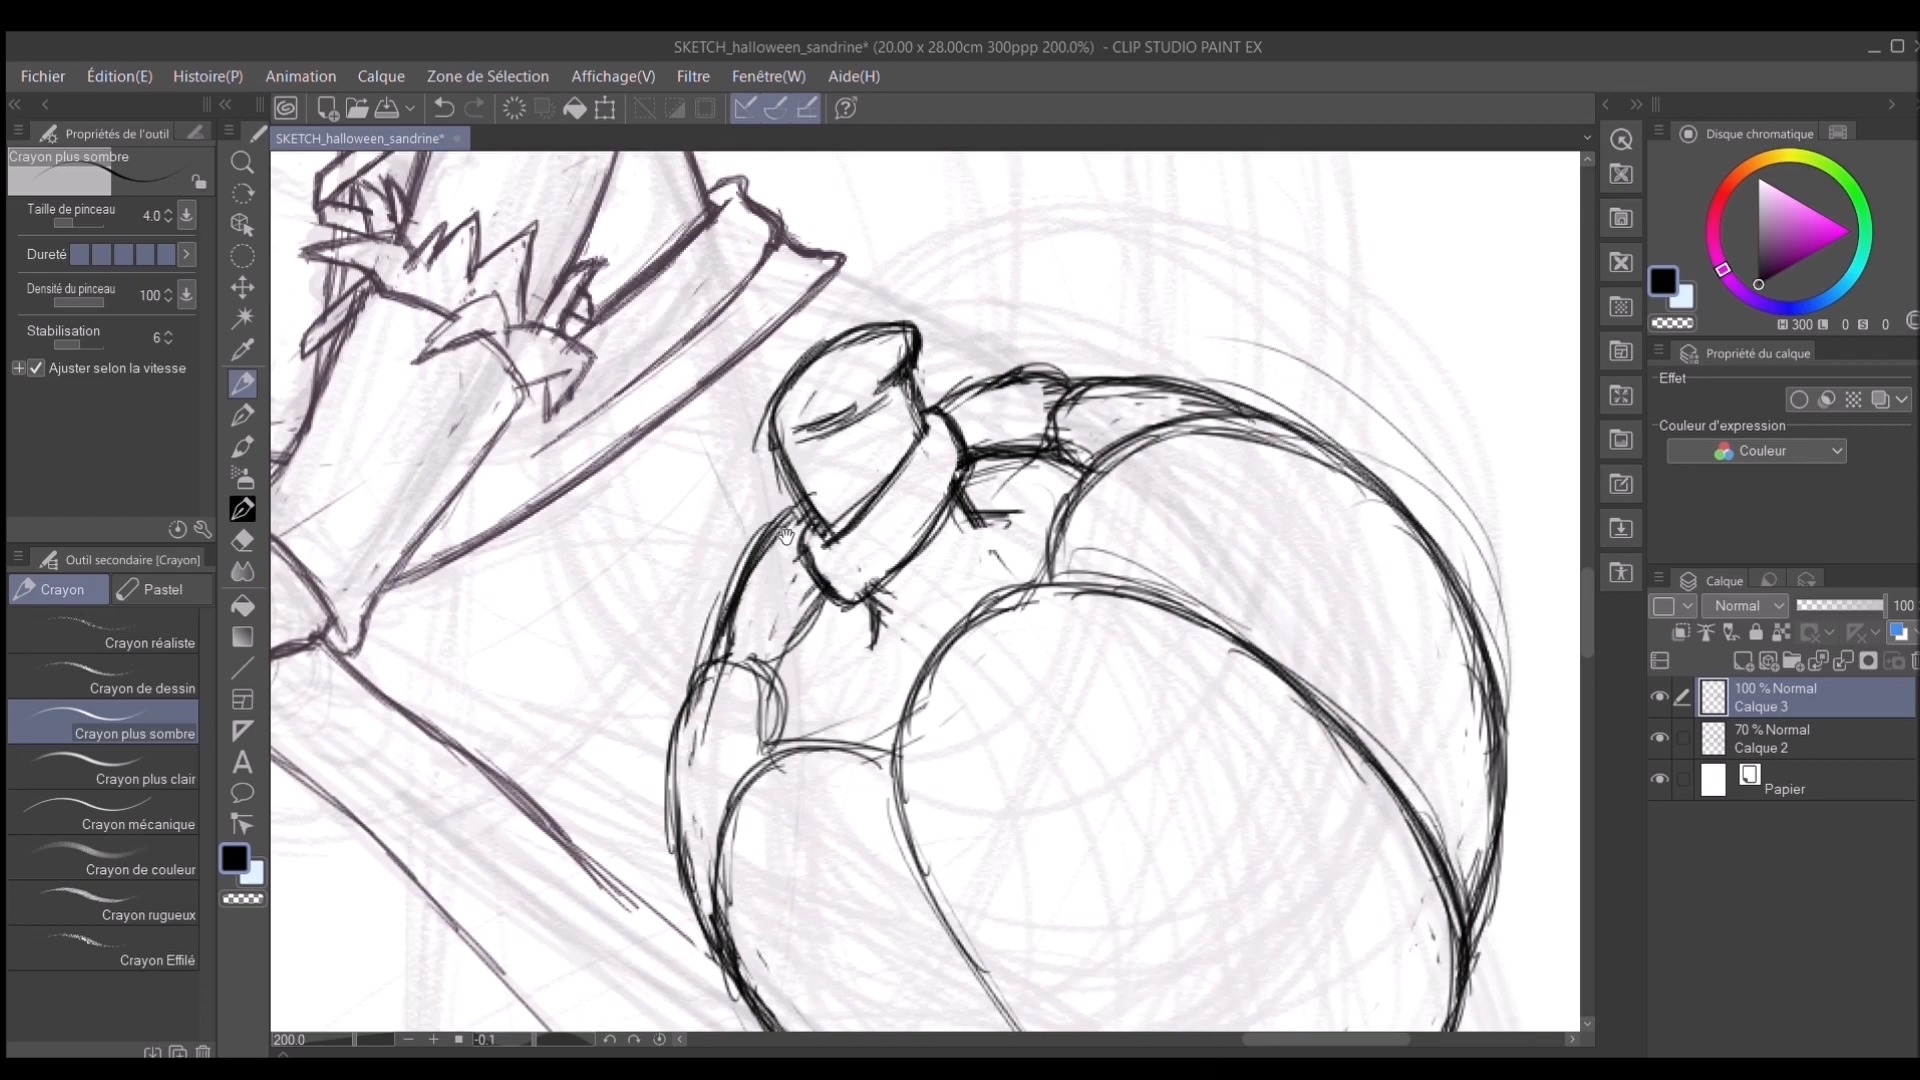 SKETCH_halloween_sandrine* (20.00 x 28.00cm 300ppp 200.0%) - CLIP STUDIO PAINT EX
Fichier Édition(E) Histoire(P) Animation Calque Zone de Sélection Affichage(V) Filtre Fenêtre(W) Aide(H)
Propriétés de l'outil
SKETCH_halloween_sandrine*
Crayon plus sombre
Taille de pinceau 4.0
Dureté
Densité du pinceau 100
Stabilisation 6
Ajuster selon la vitesse
Outil secondaire [Crayon]
Crayon Pastel
Crayon réaliste
Crayon de dessin
Crayon plus sombre
Crayon plus clair
Crayon mécanique
Crayon de couleur
Crayon rugueux
Crayon Effilé
A
200.0 -0.1
Disque chromatique
H 300 L 0 S 0
Propriété du calque
Effet
Couleur d'expression
Couleur
Calque
Normal 100
100 % Normal
Calque 3
70 % Normal
Calque 2
Papier